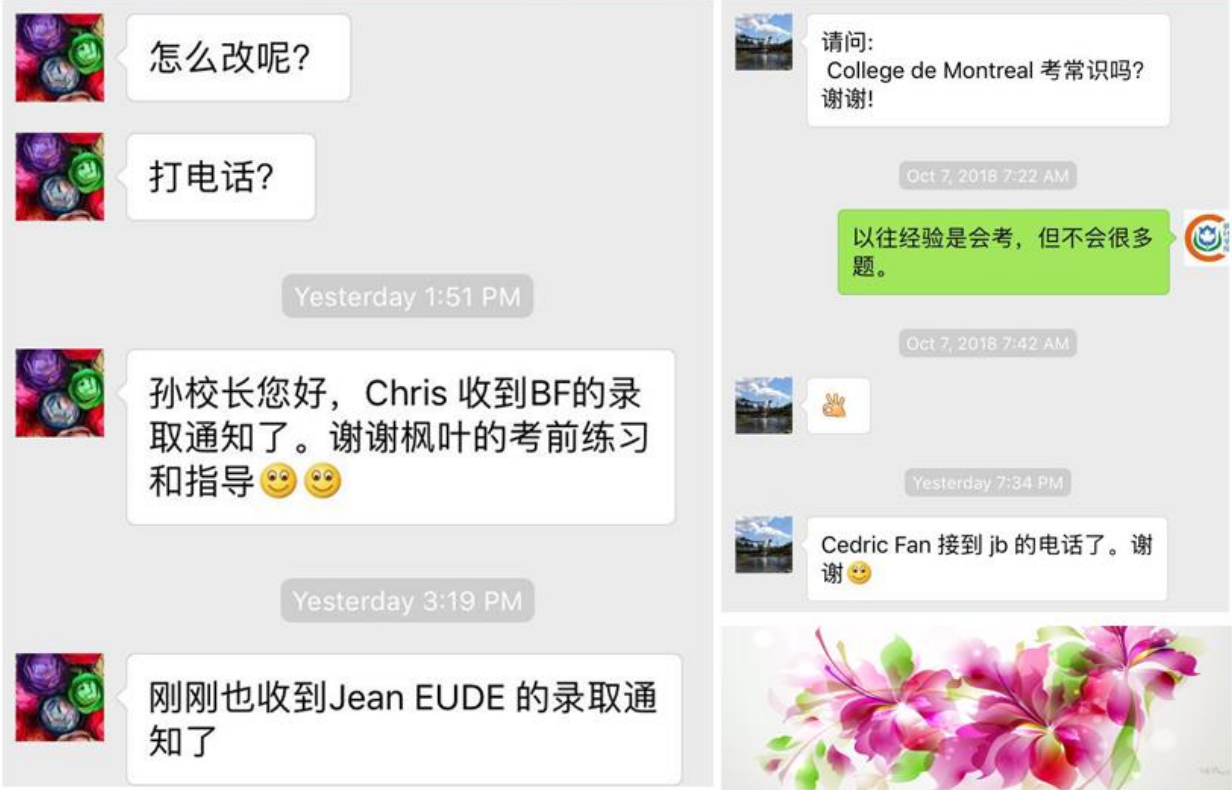 怎么改呢?
打电话?
Yesterday 1:51 PM
孙校长您好，Chris 收到BF的录
取通知了。谢谢枫叶的考前练习
和指导
Yesterday 3:19 PM
刚刚也收到Jean EUDE 的录取通
知了
请问:
College de Montreal 考常识吗?
谢谢!
Oct 7, 2018 7:22 AM
以往经验是会考，但不会很多
题。
Oct 7, 2018 7:42 AM
Yesterday 7:34 PM
Cedric Fan 接到 jb 的电话了。谢
谢